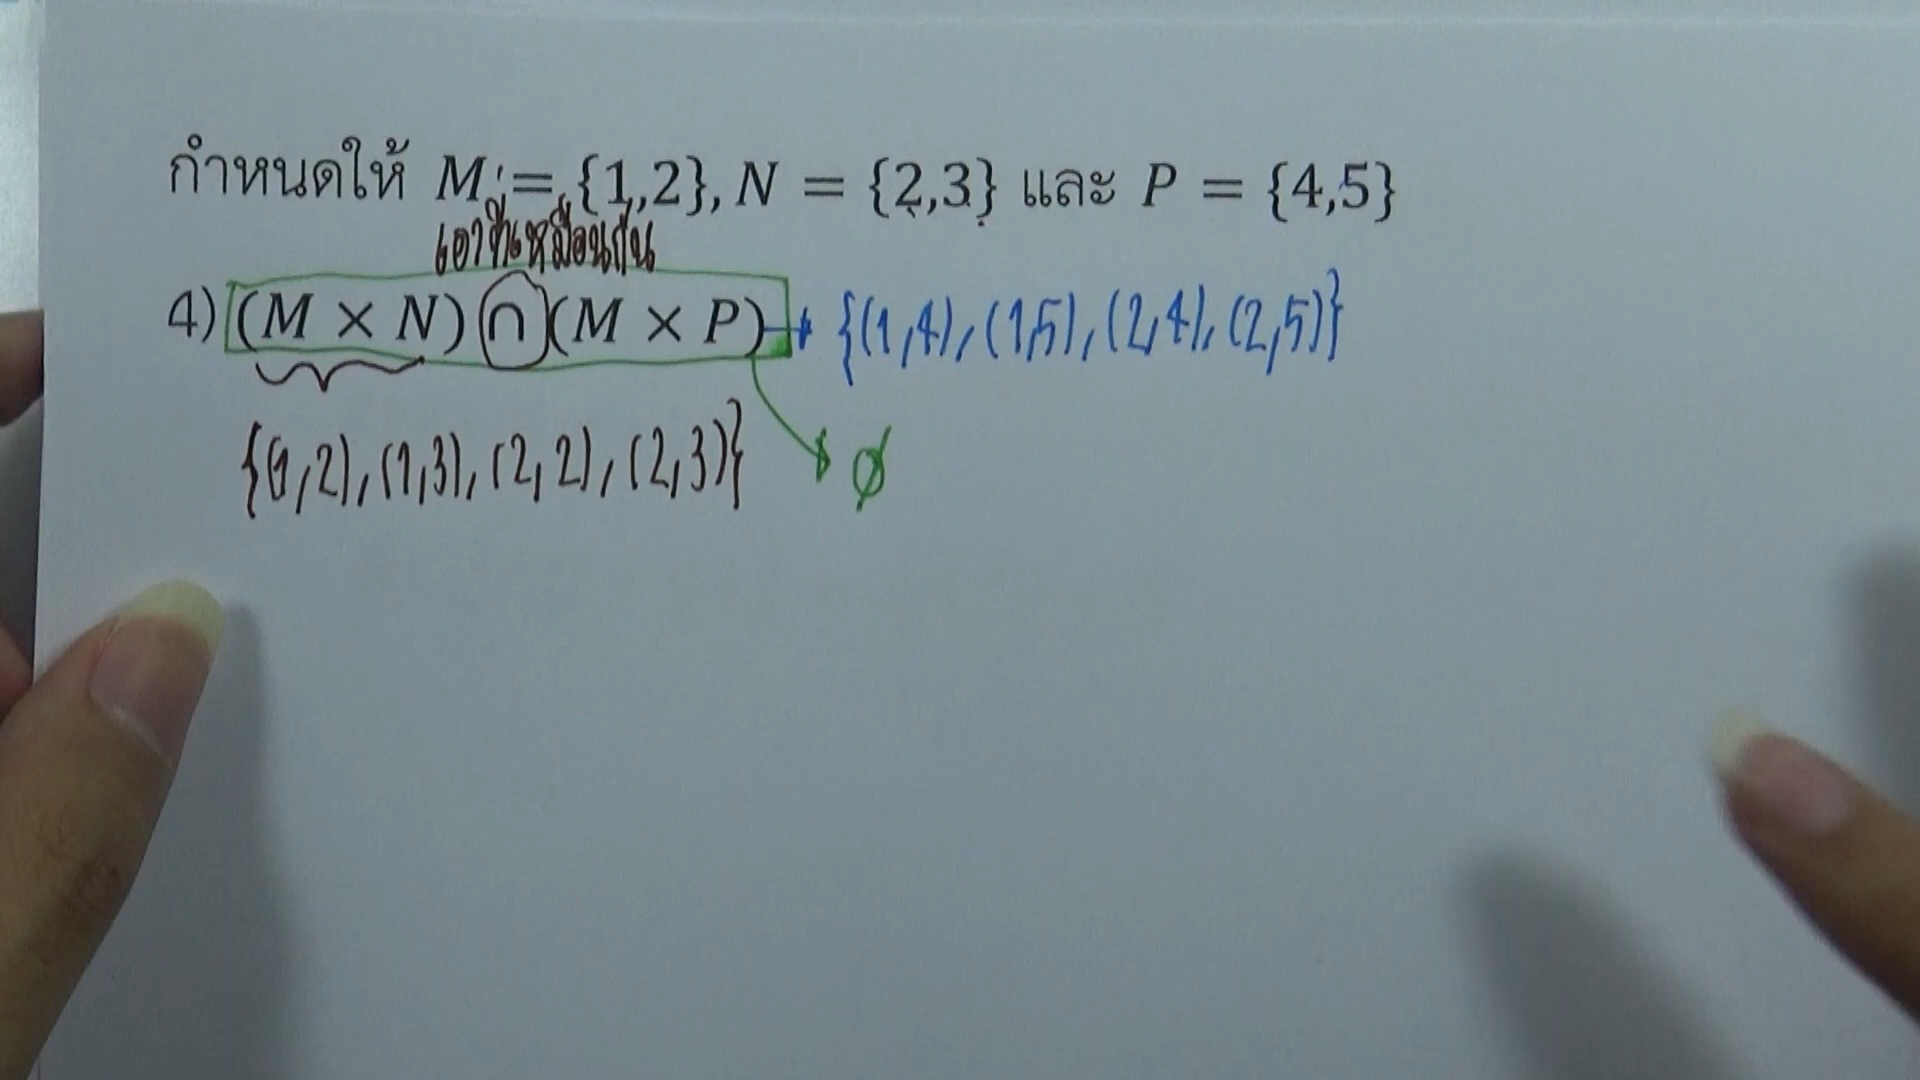 กำหนดให้ M = {1,2}, N = {2,3} และ P = {4,5}
เอาที่เหมือนกัน
4) (M × N) ∩ (M × P) → {(1,4),(1,5),(2,4),(2,5)}
{(1,2),(1,3),(2,2),(2,3)} → ∅